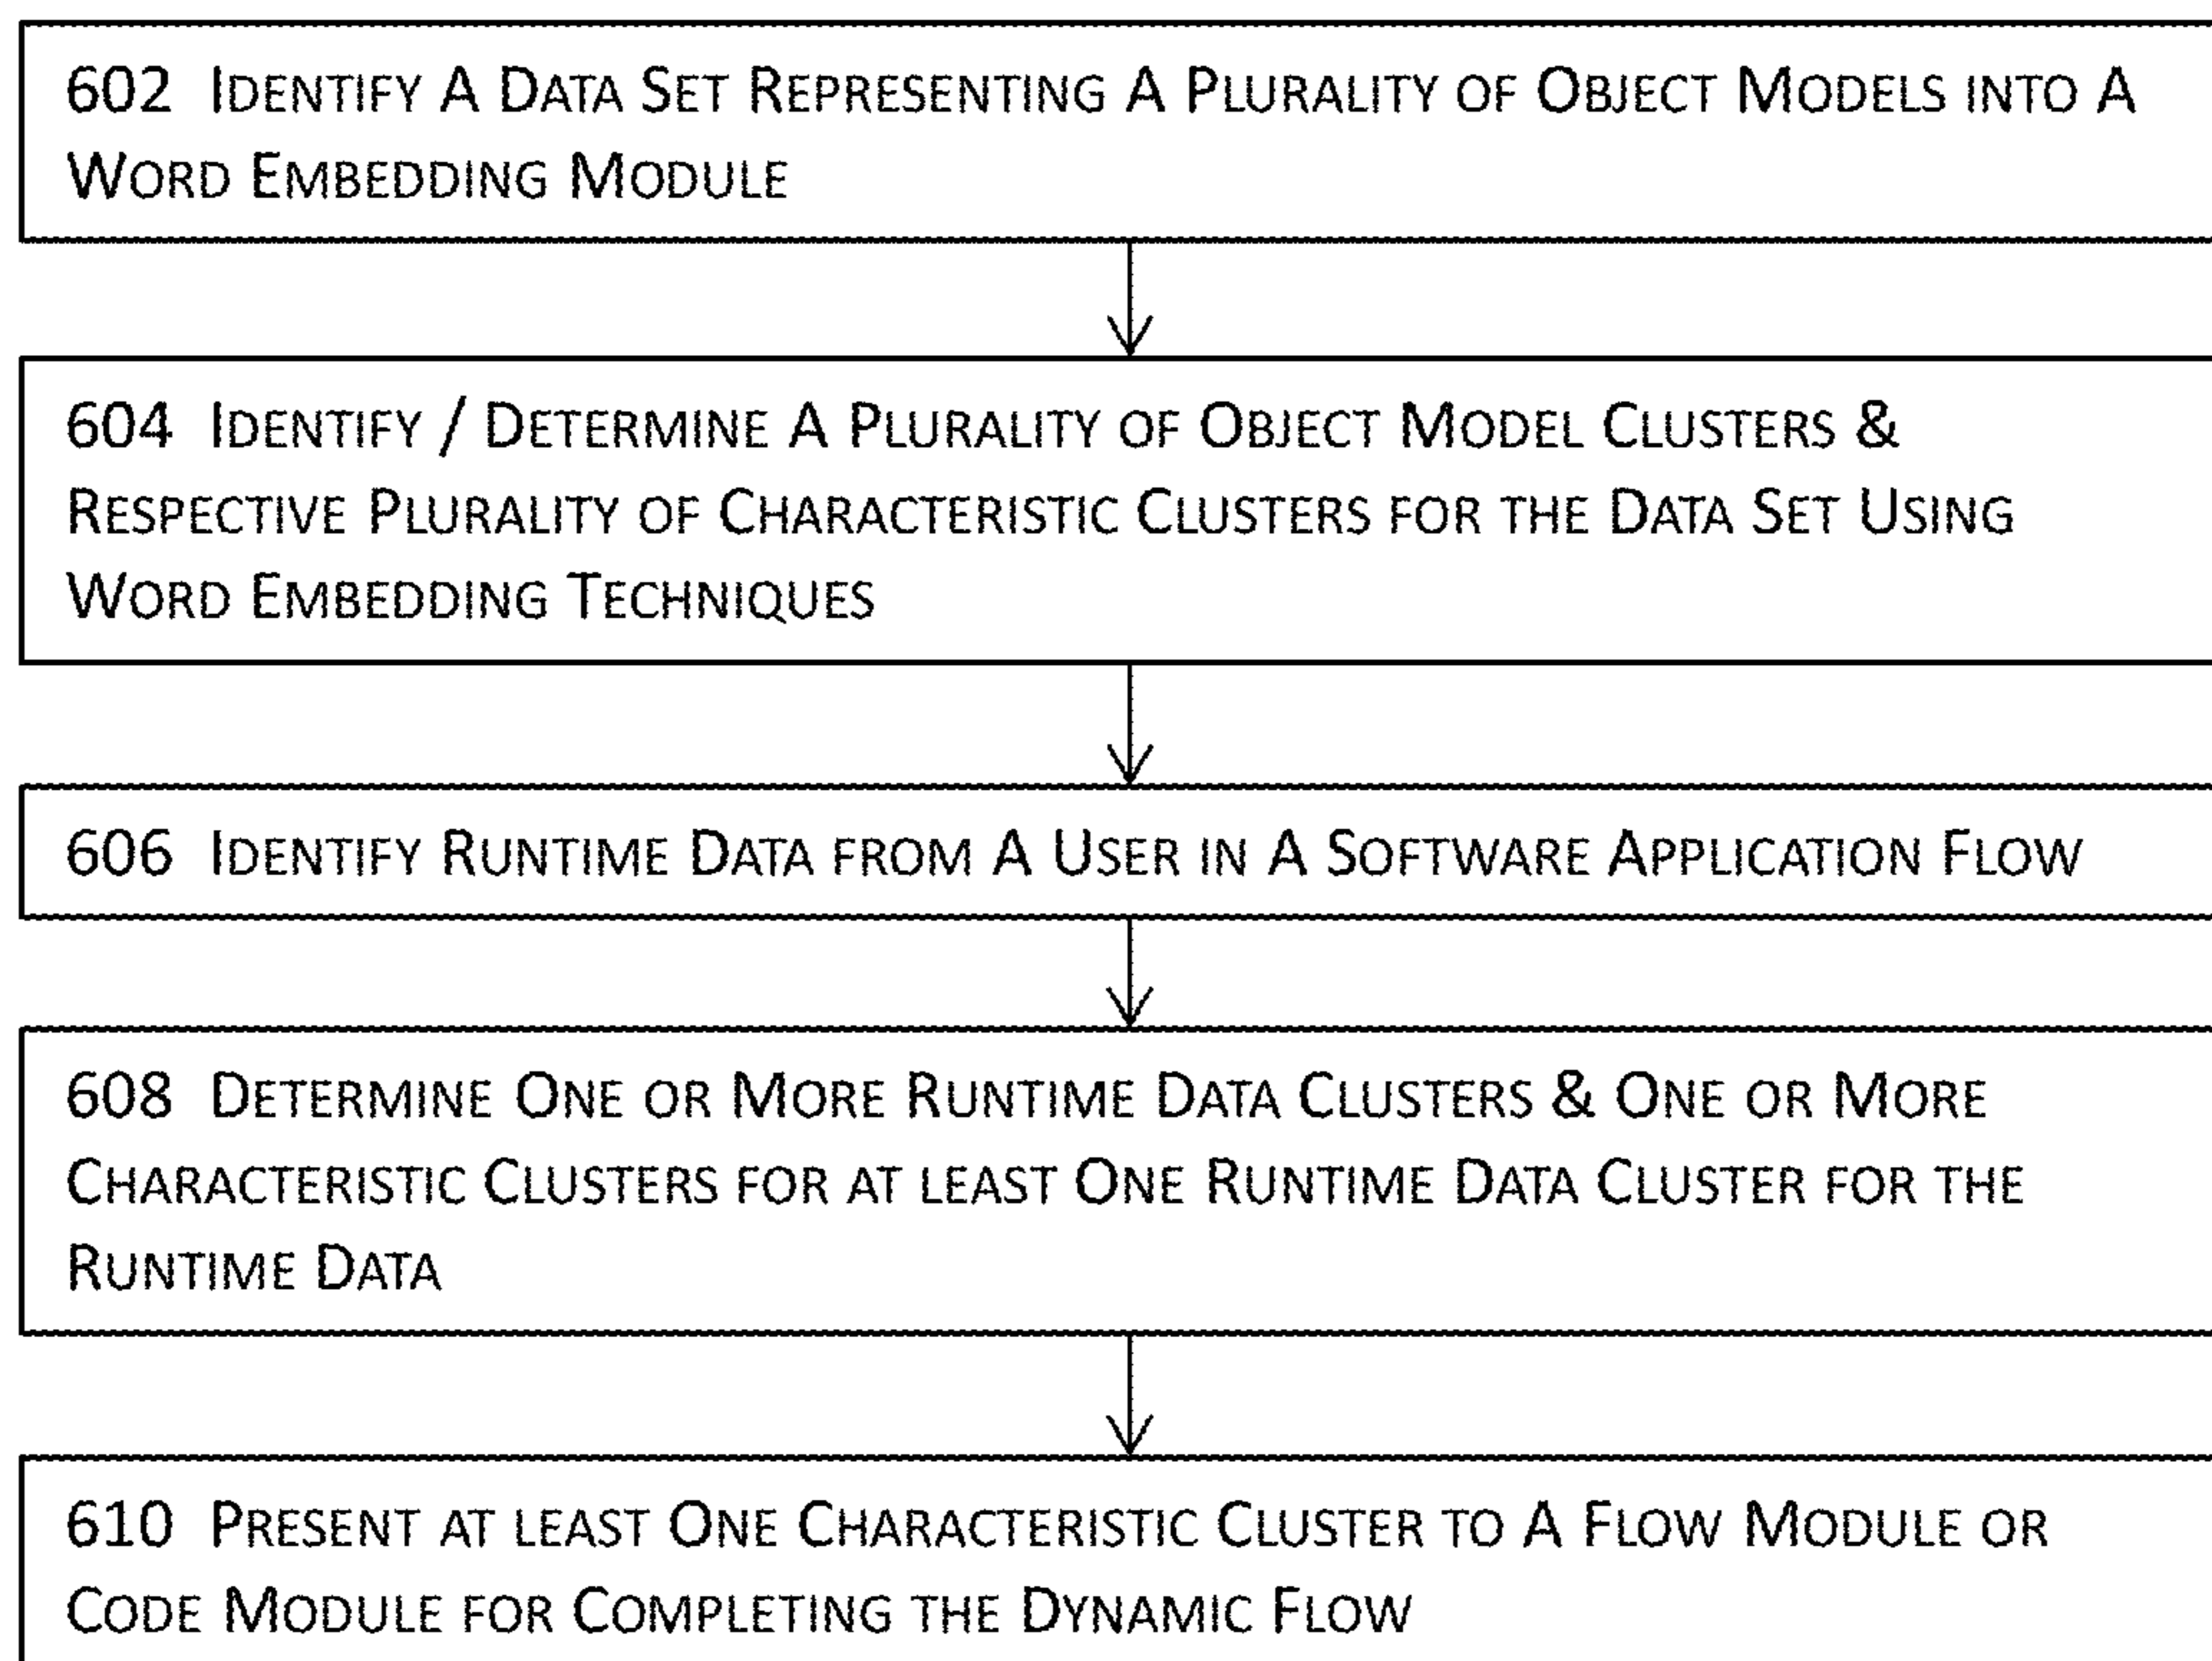 602 Identify A Data Set Representing A Plurality of Object Models into A
Word Embedding Module
604 Identify / Determine A Plurality of Object Model Clusters &
Respective Plurality of Characteristic Clusters for the Data Set Using
Word Embedding Techniques
606 Identify Runtime Data from A User in A Software Application Flow
608 Determine One or More Runtime Data Clusters & One or More
Characteristic Clusters for at least One Runtime Data Cluster for the
Runtime Data
610 Present at least One Characteristic Cluster to A Flow Module or
Code Module for Completing the Dynamic Flow